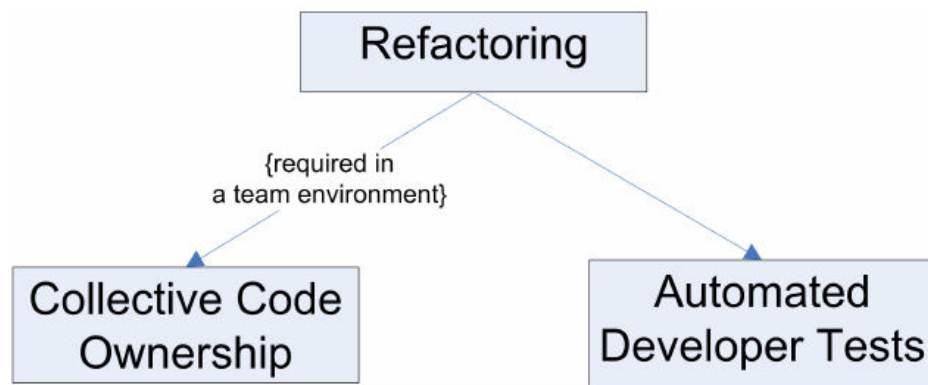 Refactoring
{required in
a team environment}
Collective Code
Ownership
Automated
Developer Tests